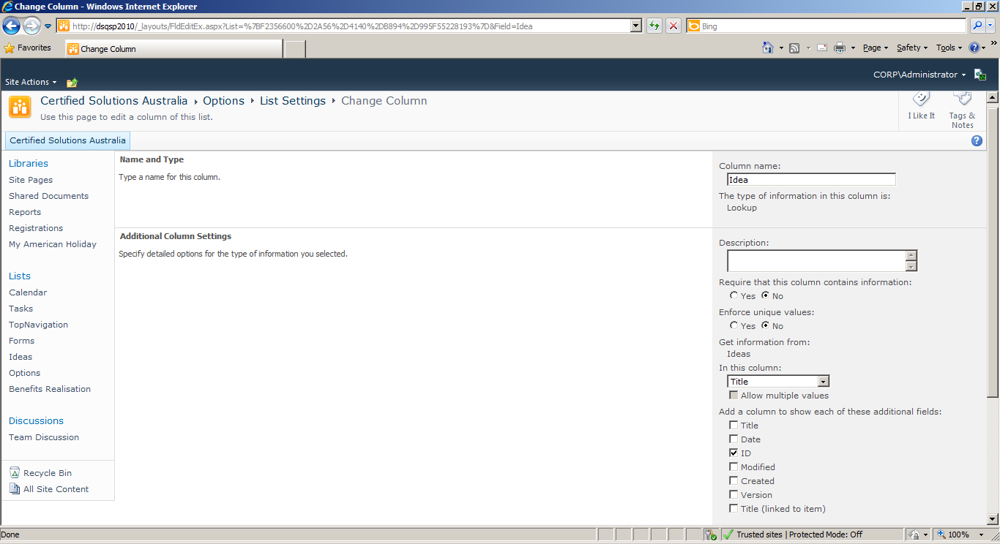 Change Column - Windows Internet Explorer
http://dsqsp2010/_layouts/FldEditEx.aspx?List=%7BF2356600%2D2A56%2D4140%2DB894%2D995F55228193%7D&Field=Idea
Bing
Favorites
Change Column
Page
Safety
Tools
Site Actions
CORP\Administrator
Certified Solutions Australia
Options
List Settings
Change Column
Use this page to edit a column of this list.
I Like It
Tags &
Notes
Certified Solutions Australia
Libraries
Site Pages
Shared Documents
Reports
Registrations
My American Holiday
Lists
Calendar
Tasks
TopNavigation
Forms
Ideas
Options
Benefits Realisation
Discussions
Team Discussion
Recycle Bin
All Site Content
Name and Type
Type a name for this column.
Column name:
Idea
The type of information in this column is:
Lookup
Additional Column Settings
Specify detailed options for the type of information you selected.
Description:
Require that this column contains information:
Yes No
Enforce unique values:
Yes No
Get information from:
Ideas
In this column:
Title
Allow multiple values
Add a column to show each of these additional fields:
Title
Date
ID
Modified
Created
Version
Title (linked to item)
Done
Trusted sites | Protected Mode: Off
100%